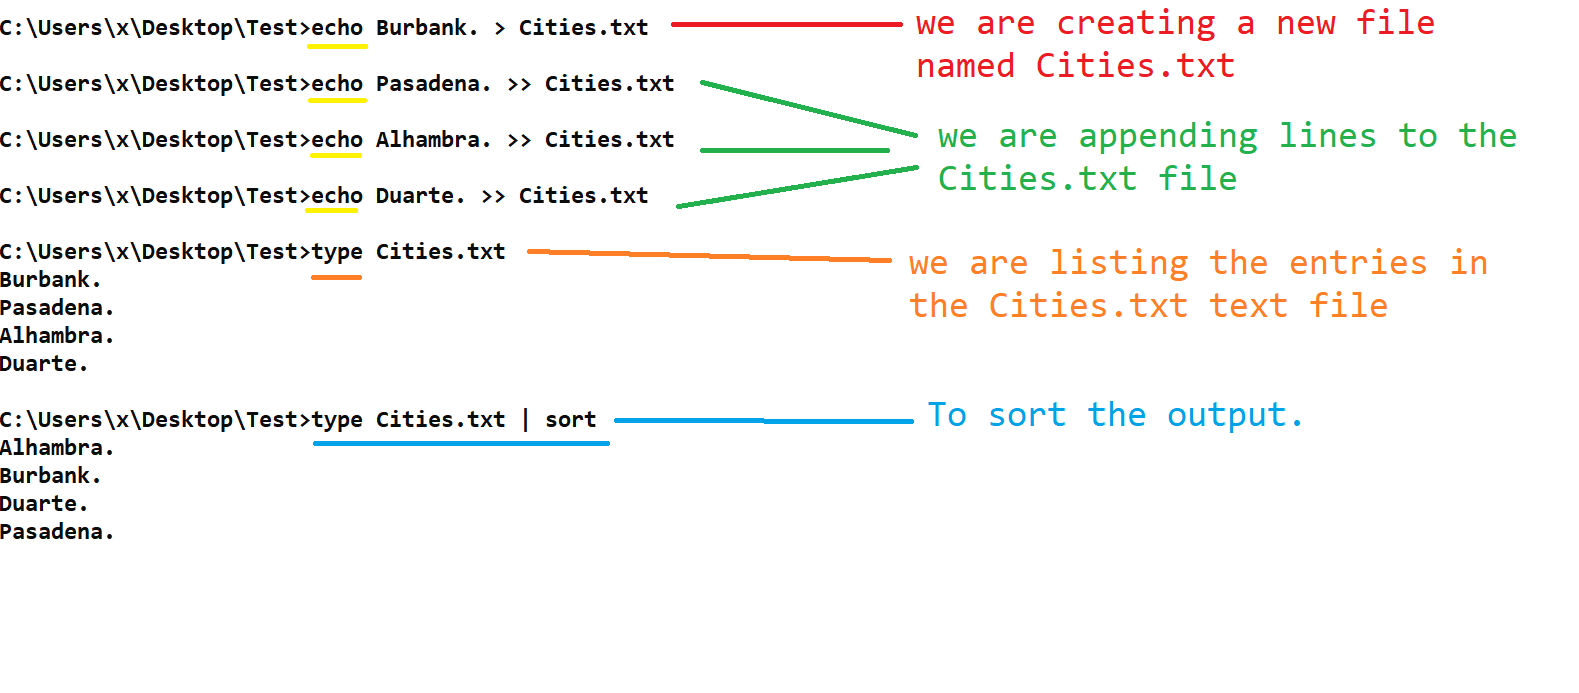 C:\Users\x\Desktop\Test>echo Burbank. > Cities.txt
we are creating a new file
named Cities.txt
C:\Users\x\Desktop\Test>echo Pasadena. >> Cities.txt
C:\Users\x\Desktop\Test>echo Alhambra. >> Cities.txt
we are appending lines to the
Cities.txt file
C:\Users\x\Desktop\Test>echo Duarte. >> Cities.txt
C:\Users\x\Desktop\Test>type Cities.txt
we are listing the entries in
the Cities.txt text file
Burbank.
Pasadena.
Alhambra.
Duarte.
C:\Users\x\Desktop\Test>type Cities.txt | sort
To sort the output.
Alhambra.
Burbank.
Duarte.
Pasadena.